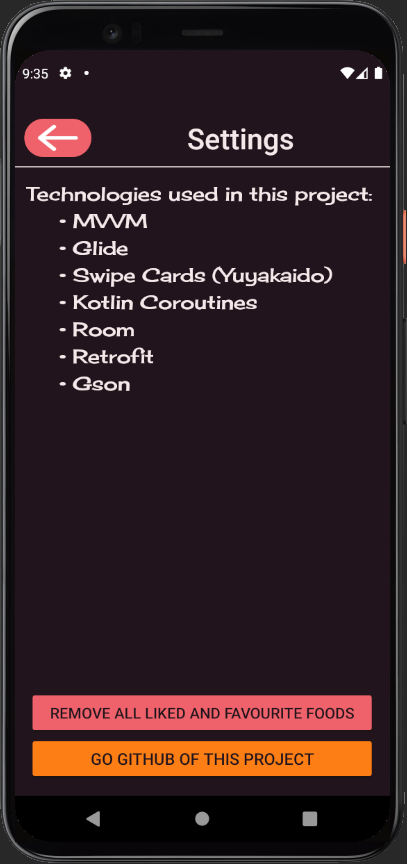 9:35
Settings
Technologies used in this project:
• MVVM
• Glide
• Swipe Cards (Yuyakaido)
• Kotlin Coroutines
• Room
• Retrofit
• Gson
REMOVE ALL LIKED AND FAVOURITE FOODS
GO GITHUB OF THIS PROJECT